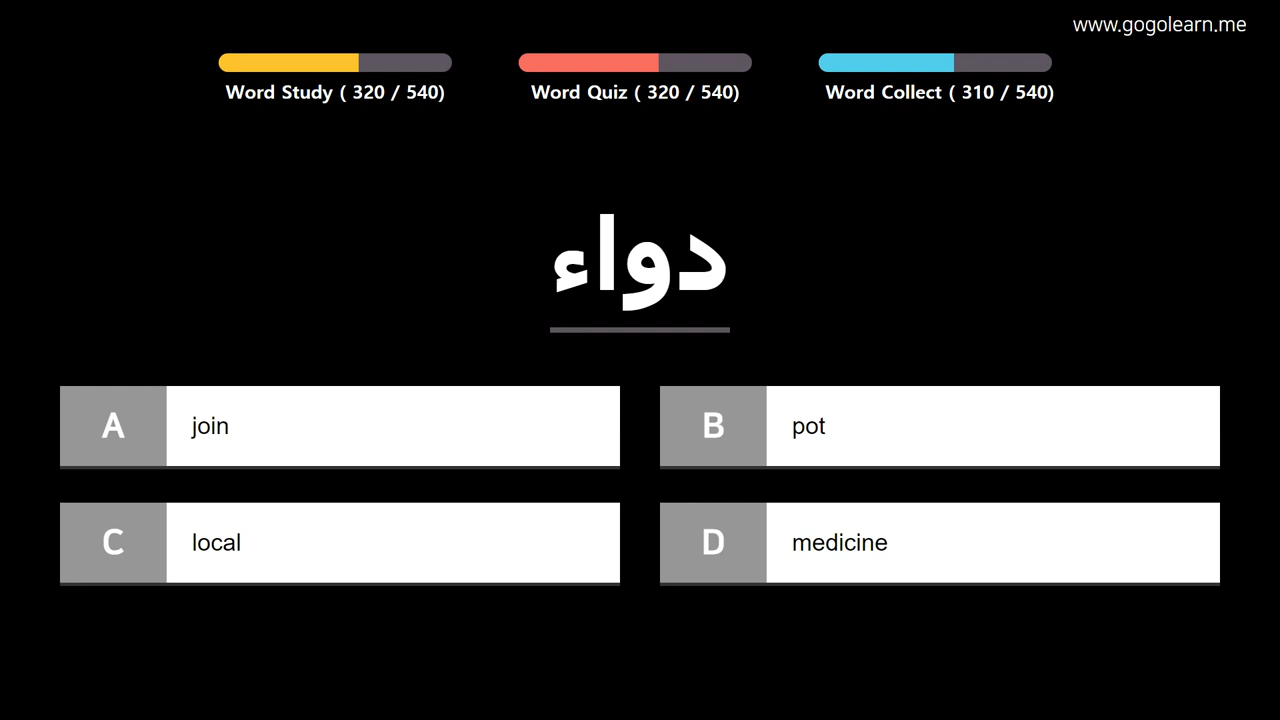 www.gogolearn.me
Word Study ( 320 / 540)
Word Quiz ( 320 / 540)
Word Collect ( 310 / 540)
دواء
A join
B pot
C local
D medicine